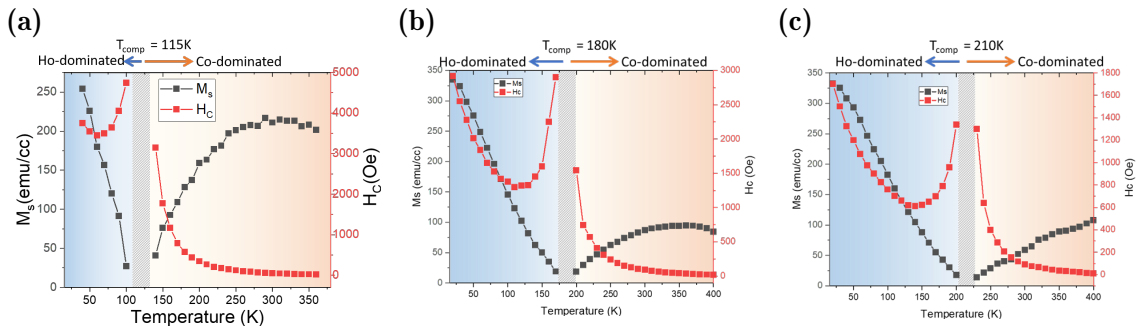 (a)
T_comp = 115K
Ho-dominated Co-dominated
M_s
H_C
M_s(emu/cc)
250
200
150
100
50
0
5000
4000
3000
2000
1000
0
H_C(Oe)
50 100 150 200 250 300 350
Temperature (K)
(b)
T_comp = 180K
Ho-dominated Co-dominated
Ms
Hc
Ms (emu/cc)
350
300
250
200
150
100
50
0
3000
2500
2000
1500
1000
500
0
Hc (Oe)
50 100 150 200 250 300 350 400
Temperature (K)
(c)
T_comp = 210K
Ho-dominated Co-dominated
Ms
Hc
Ms (emu/cc)
350
300
250
200
150
100
50
0
1800
1600
1400
1200
1000
800
600
400
200
0
Hc (Oe)
50 100 150 200 250 300 350 400
Temperature (K)